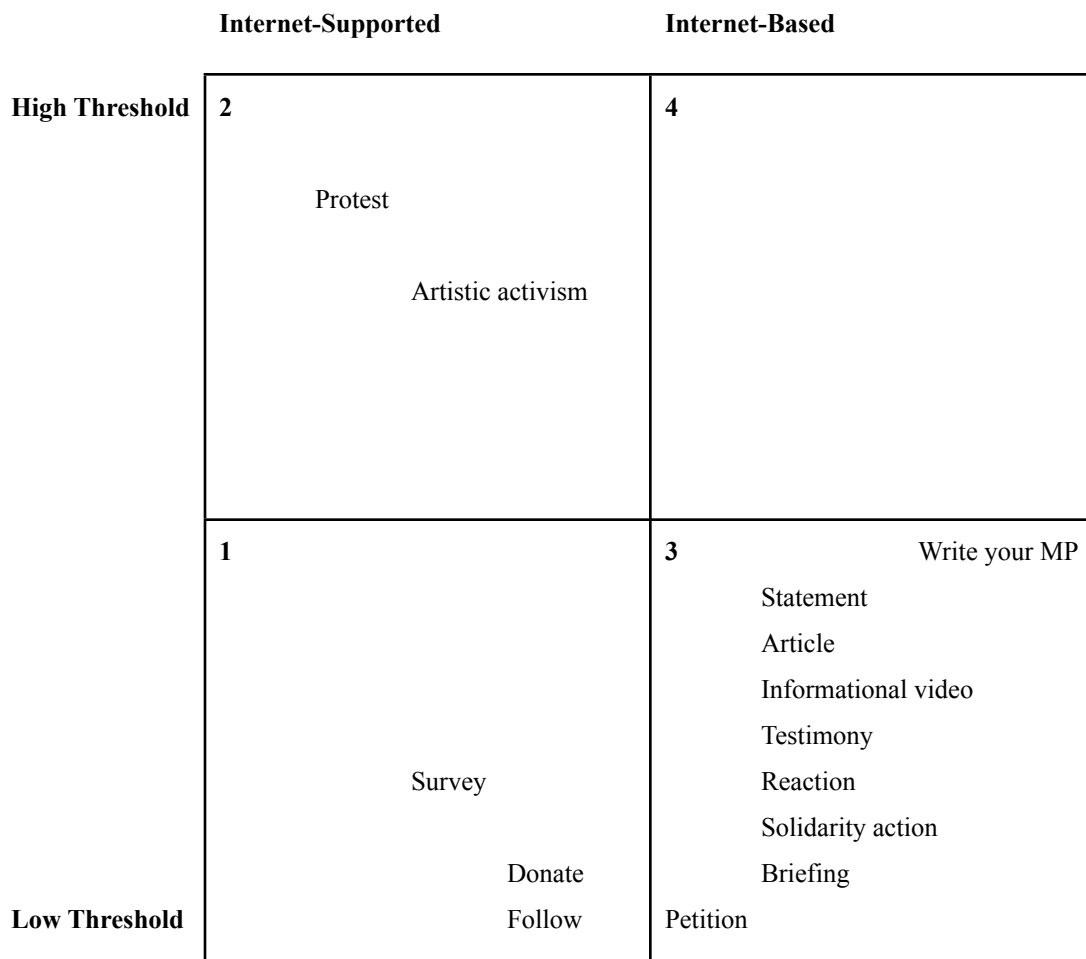 Internet-Supported Internet-Based
High Threshold 2 4
Protest
Artistic activism
1 3 Write your MP
Statement
Article
Informational video
Testimony
Survey Reaction
Solidarity action
Donate Briefing
Low Threshold Follow Petition